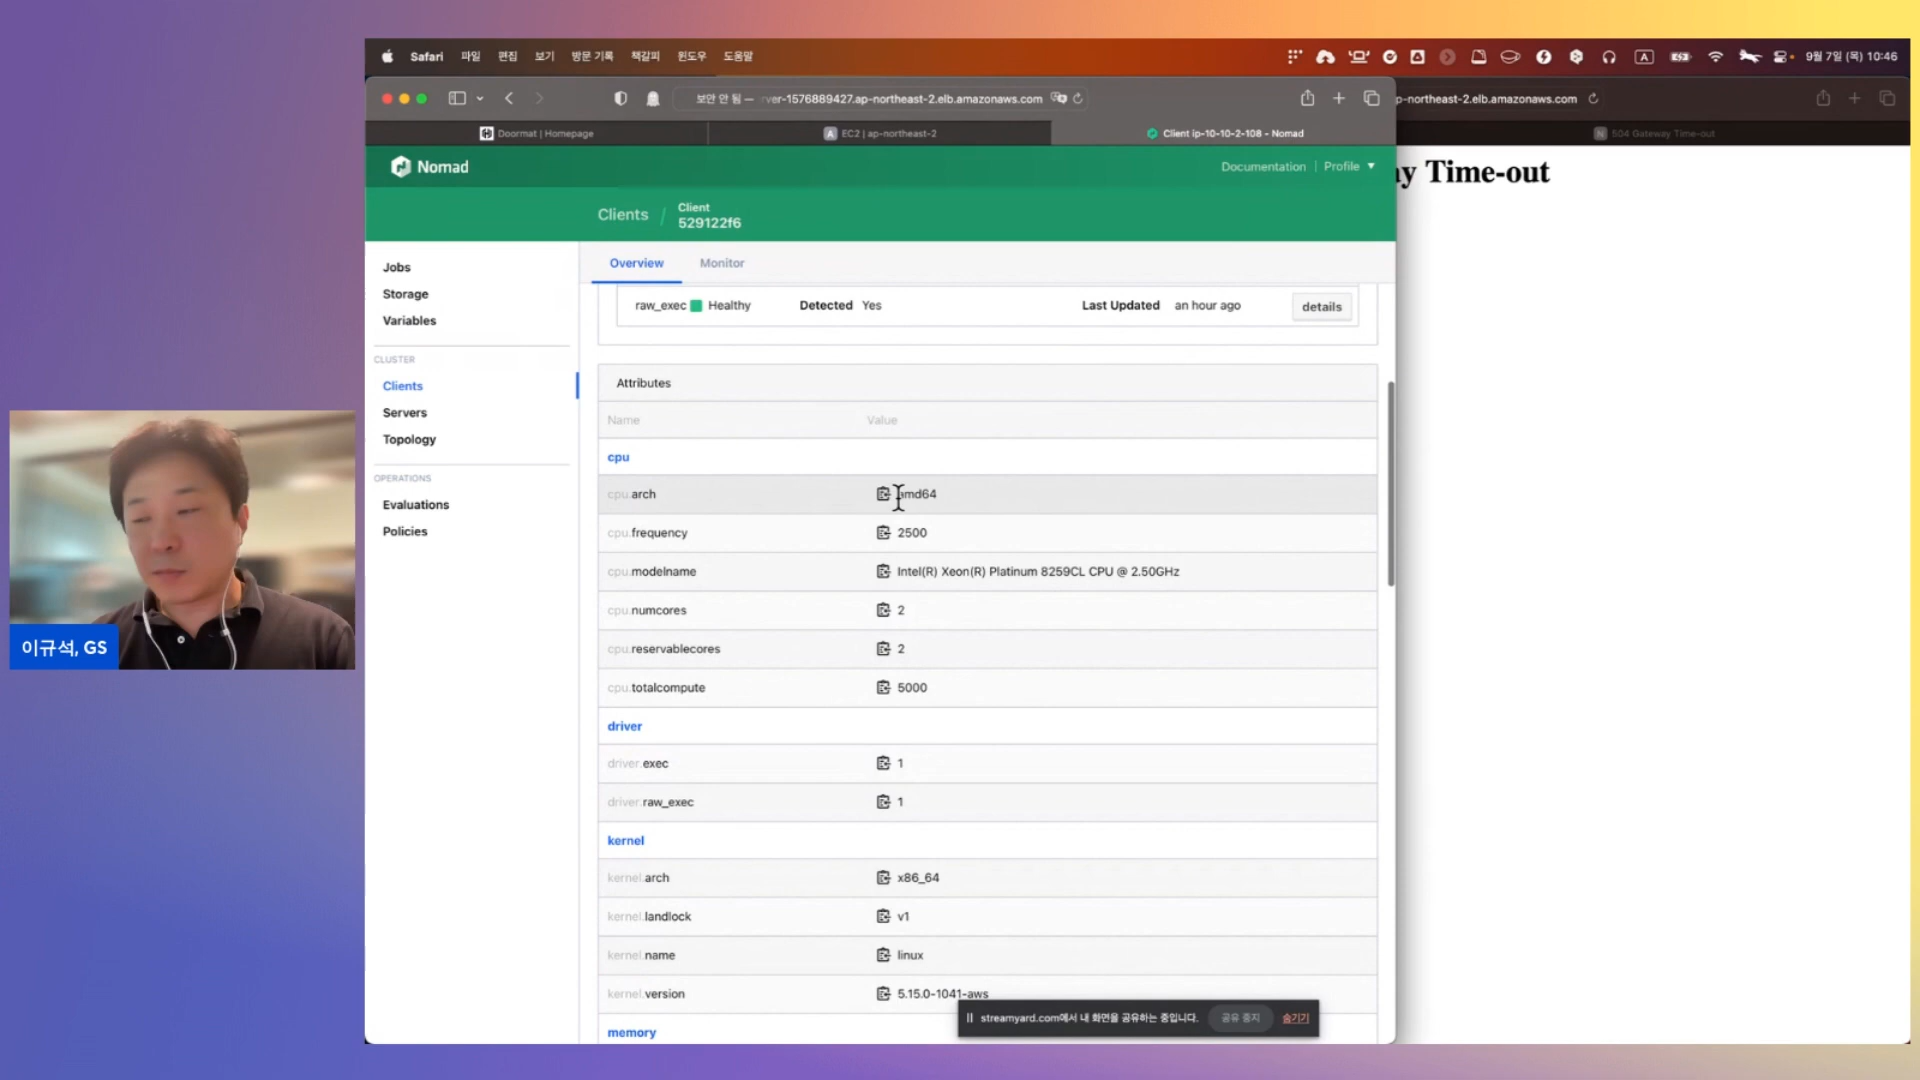 Safari 파일 편집 보기 방문 기록 책갈피 윈도우 도움말
A
9월 7일 (목) 10:46
보안 안 됨 — rver-1576889427.ap-northeast-2.elb.amazonaws.com
p-northeast-2.elb.amazonaws.com
Doormat | Homepage
A EC2 | ap-northeast-2
Client ip-10-10-2-108 - Nomad
N 504 Gateway Time-out
Nomad
Documentation
Profile
y Time-out
Clients / Client
529122f6
Jobs
Storage
Variables
CLUSTER
Clients
Servers
Topology
OPERATIONS
Evaluations
Policies
Overview
Monitor
raw_exec Healthy Detected Yes Last Updated an hour ago details
Attributes
Name Value
cpu
cpu.arch amd64
cpu.frequency 2500
cpu.modelname Intel(R) Xeon(R) Platinum 8259CL CPU @ 2.50GHz
cpu.numcores 2
cpu.reservablecores 2
cpu.totalcompute 5000
driver
driver.exec 1
driver.raw_exec 1
kernel
kernel.arch x86_64
kernel.landlock v1
kernel.name linux
kernel.version 5.15.0-1041-aws
memory
streamyard.com에서 내 화면을 공유하는 중입니다. 공유 중지 숨기기
이규석, GS